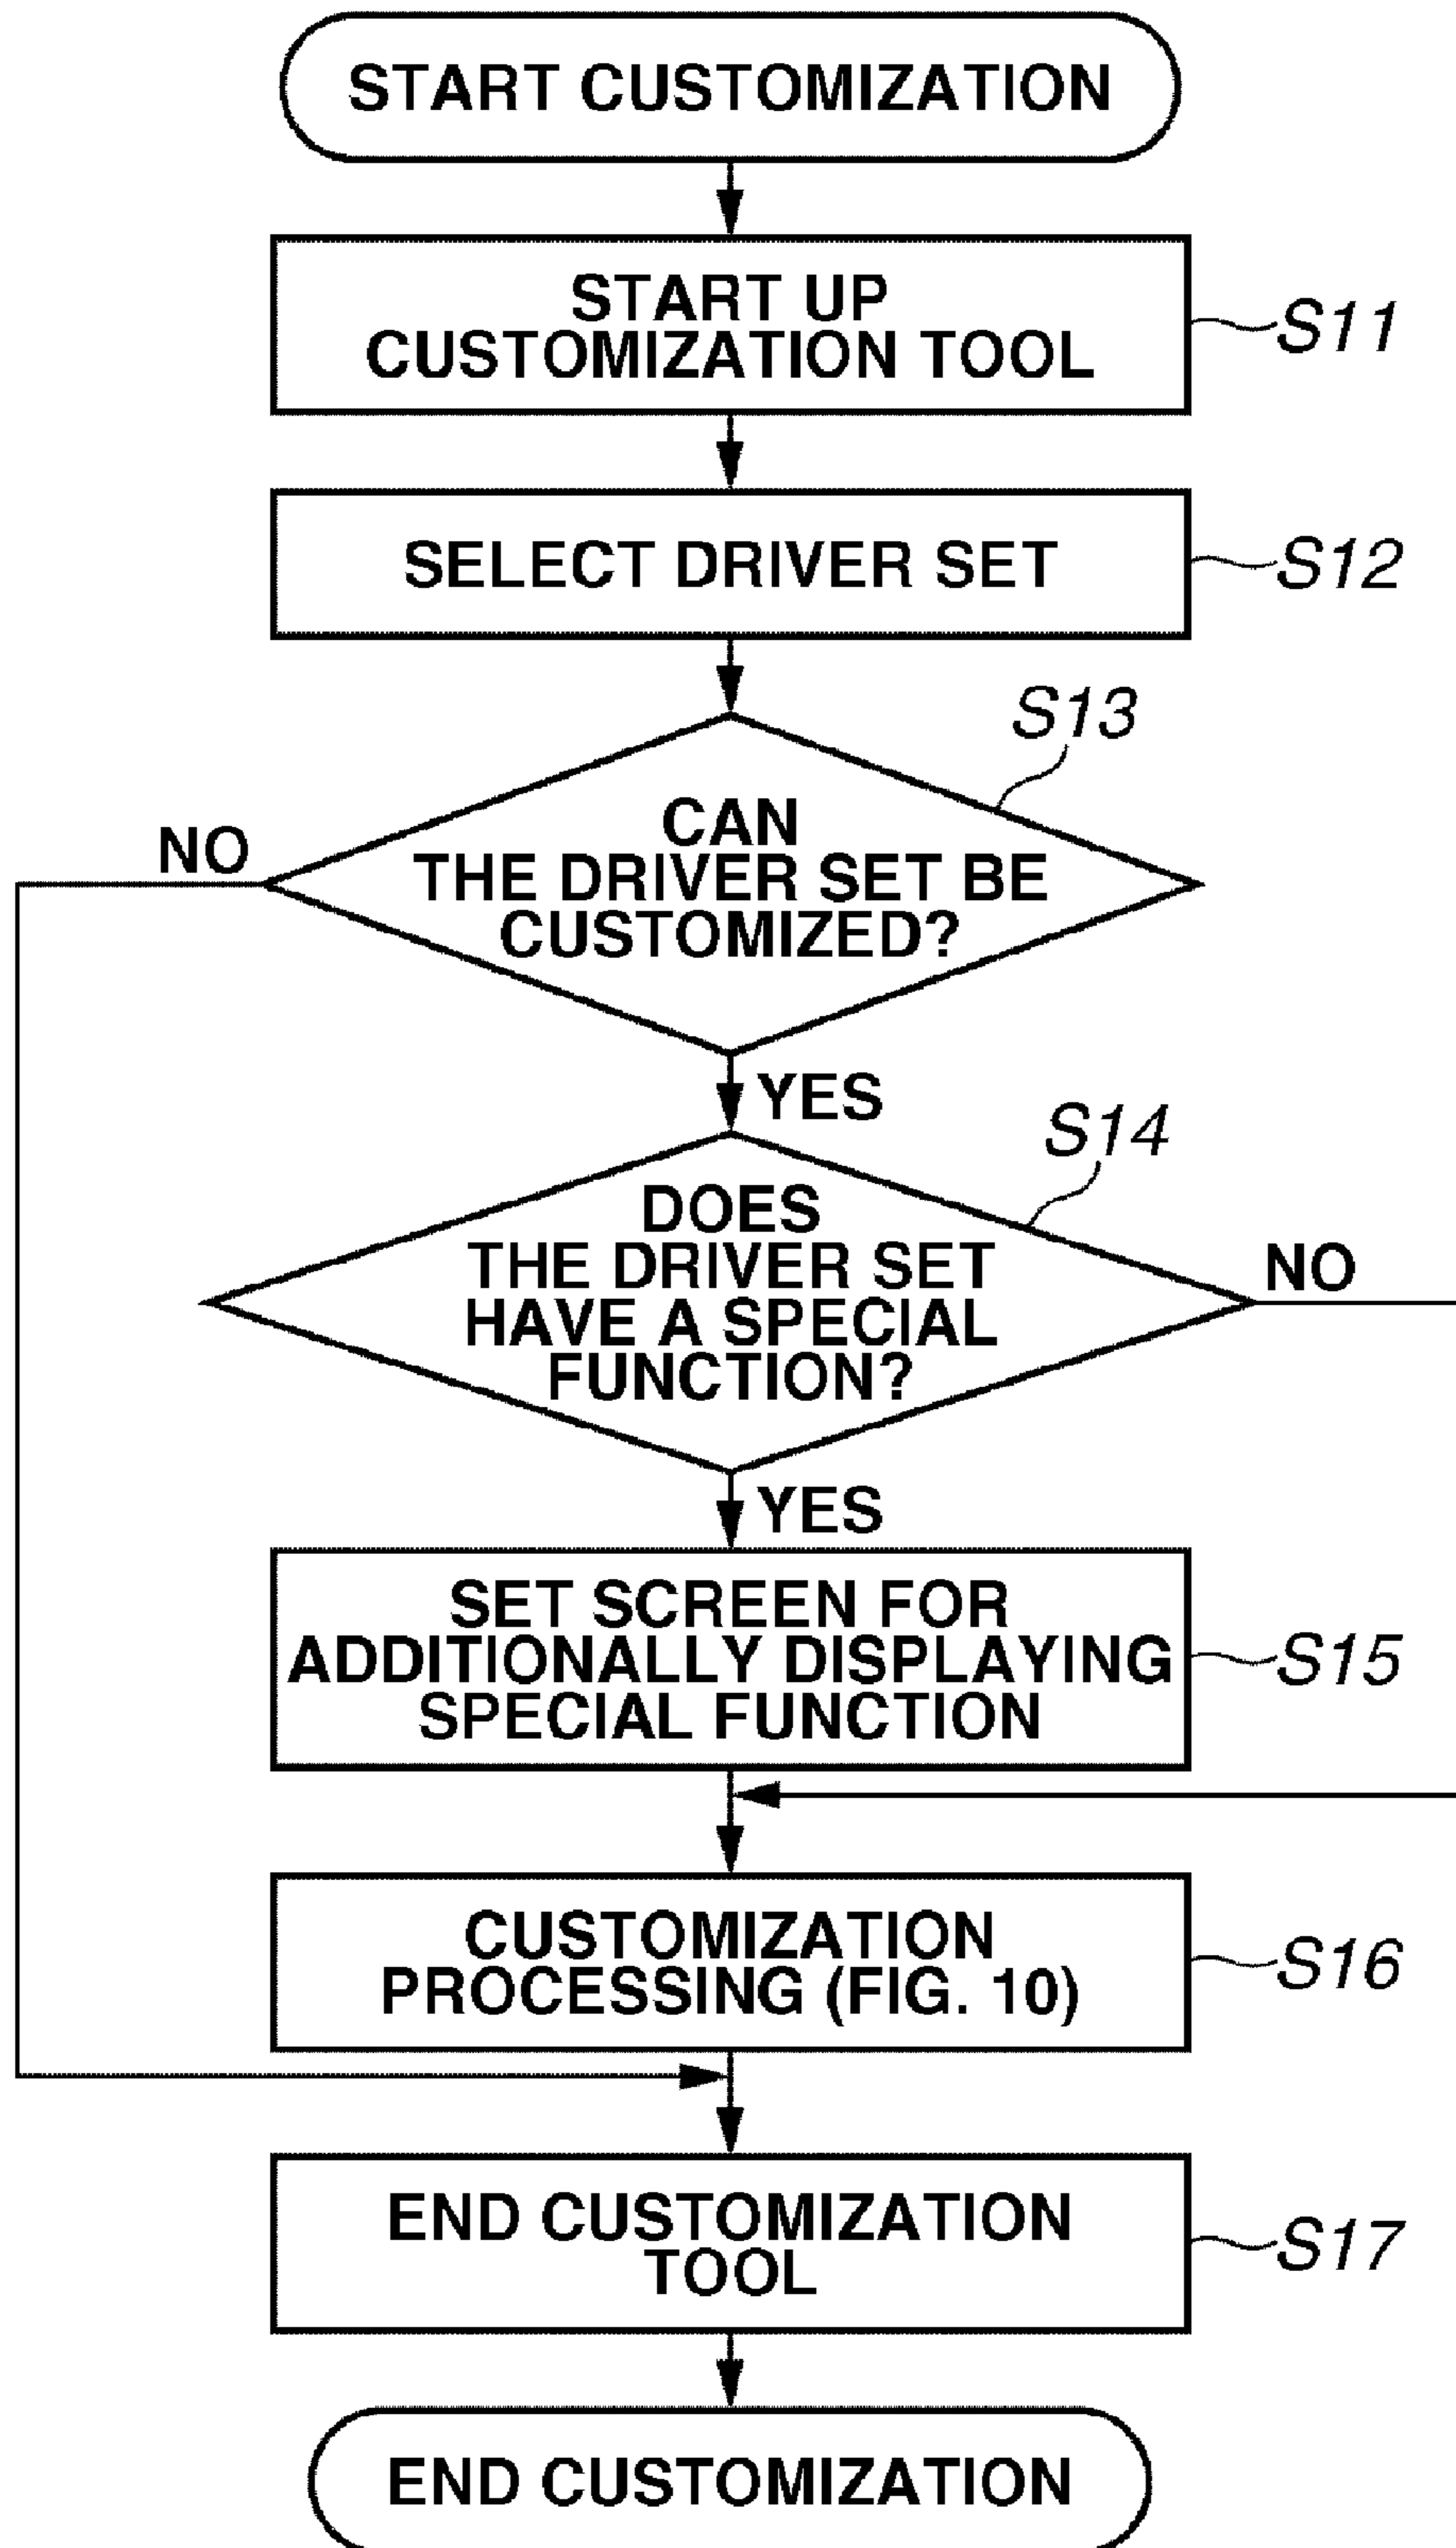 START CUSTOMIZATION
START UP
CUSTOMIZATION TOOL
S11
SELECT DRIVER SET
S12
S13
CAN
THE DRIVER SET BE
CUSTOMIZED?
NO
YES
S14
DOES
THE DRIVER SET
HAVE A SPECIAL
FUNCTION?
NO
YES
SET SCREEN FOR
ADDITIONALLY DISPLAYING
SPECIAL FUNCTION
S15
CUSTOMIZATION
PROCESSING (FIG. 10)
S16
END CUSTOMIZATION
TOOL
S17
END CUSTOMIZATION